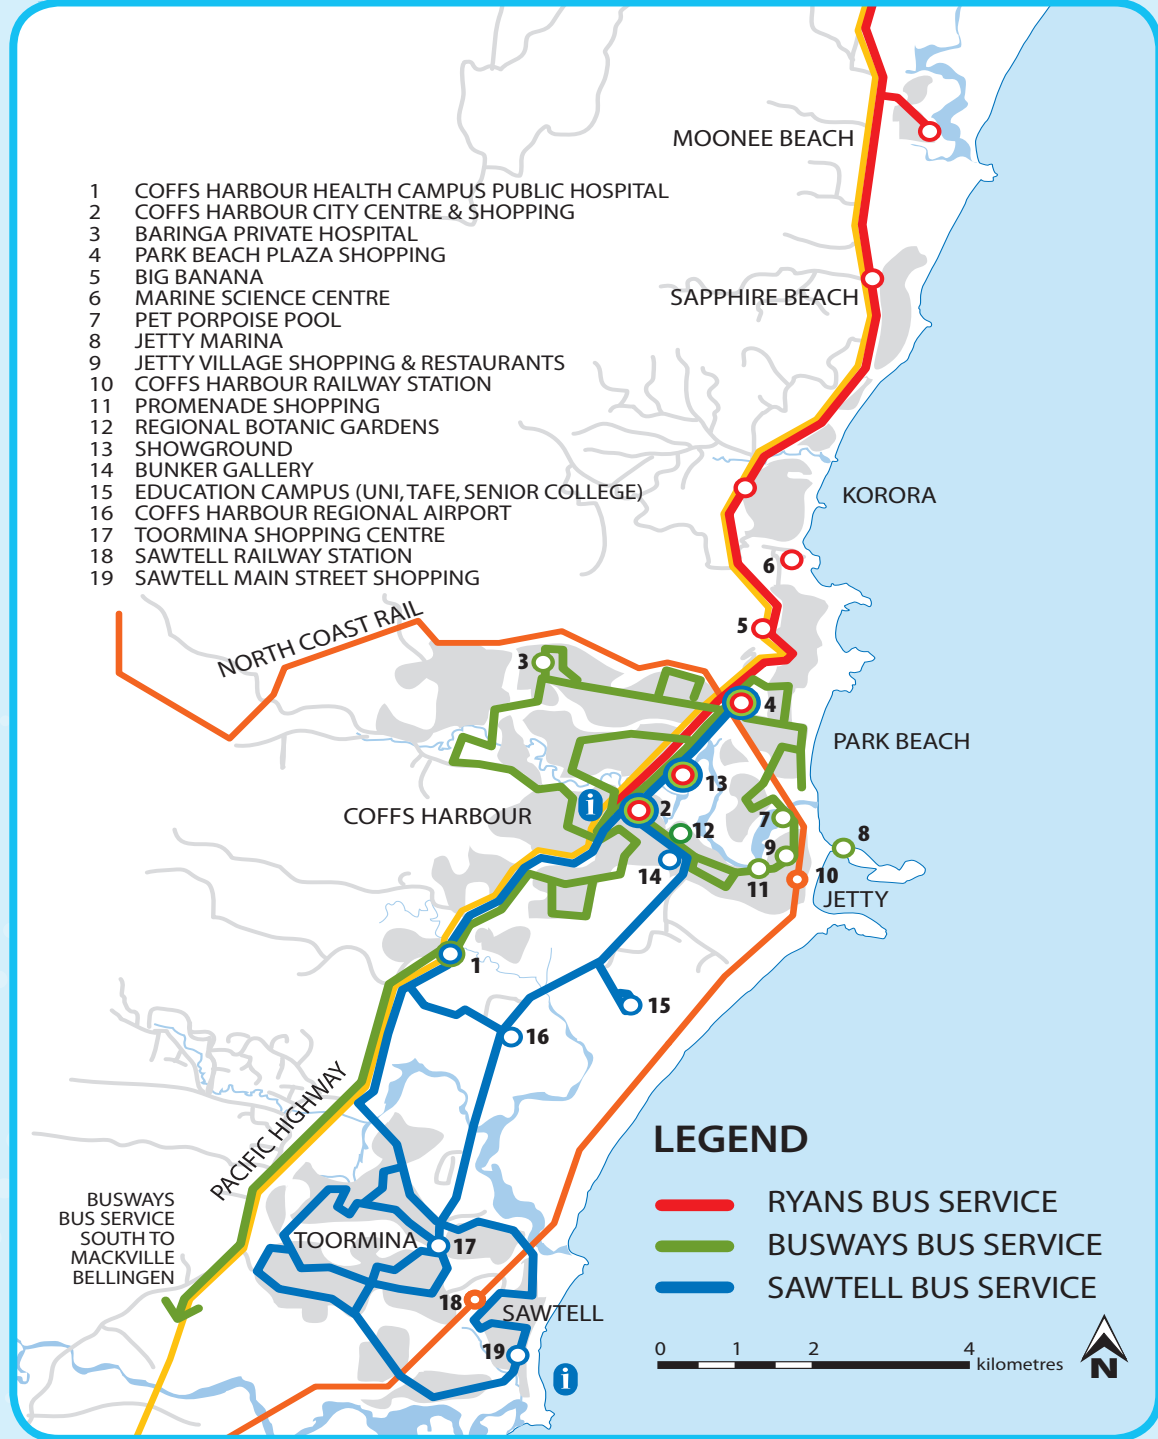 MOONEE BEACH
1 COFFS HARBOUR HEALTH CAMPUS PUBLIC HOSPITAL
2 COFFS HARBOUR CITY CENTRE & SHOPPING
3 BARINGA PRIVATE HOSPITAL
4 PARK BEACH PLAZA SHOPPING
5 BIG BANANA
6 MARINE SCIENCE CENTRE
7 PET PORPOISE POOL
8 JETTY MARINA
9 JETTY VILLAGE SHOPPING & RESTAURANTS
10 COFFS HARBOUR RAILWAY STATION
11 PROMENADE SHOPPING
12 REGIONAL BOTANIC GARDENS
13 SHOWGROUND
14 BUNKER GALLERY
15 EDUCATION CAMPUS (UNI, TAFE, SENIOR COLLEGE)
16 COFFS HARBOUR REGIONAL AIRPORT
17 TOORMINA SHOPPING CENTRE
18 SAWTELL RAILWAY STATION
19 SAWTELL MAIN STREET SHOPPING
SAPPHIRE BEACH
KORORA
6
5
NORTH COAST RAIL
3
4
PARK BEACH
13
i
2
COFFS HARBOUR
7
12
8
9
14
11
10
JETTY
1
15
16
PACIFIC HIGHWAY
BUSWAYS
BUS SERVICE
SOUTH TO
MACKVILLE
BELLINGEN
TOORMINA
17
18
SAWTELL
19
i
LEGEND
RYANS BUS SERVICE
BUSWAYS BUS SERVICE
SAWTELL BUS SERVICE
0 1 2 4
kilometres
N